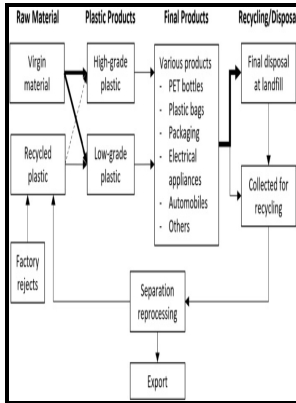 Raw Material Plastic Products Final Products Recycling/Disposal
Virgin
material
High-grade
plastic
Various products
- PET bottles
- Plastic bags
- Packaging
- Electrical
appliances
- Automobiles
- Others
Final disposal
at landfill
Recycled
plastic
Low-grade
plastic
Collected for
recycling
Factory
rejects
Separation
reprocessing
Export